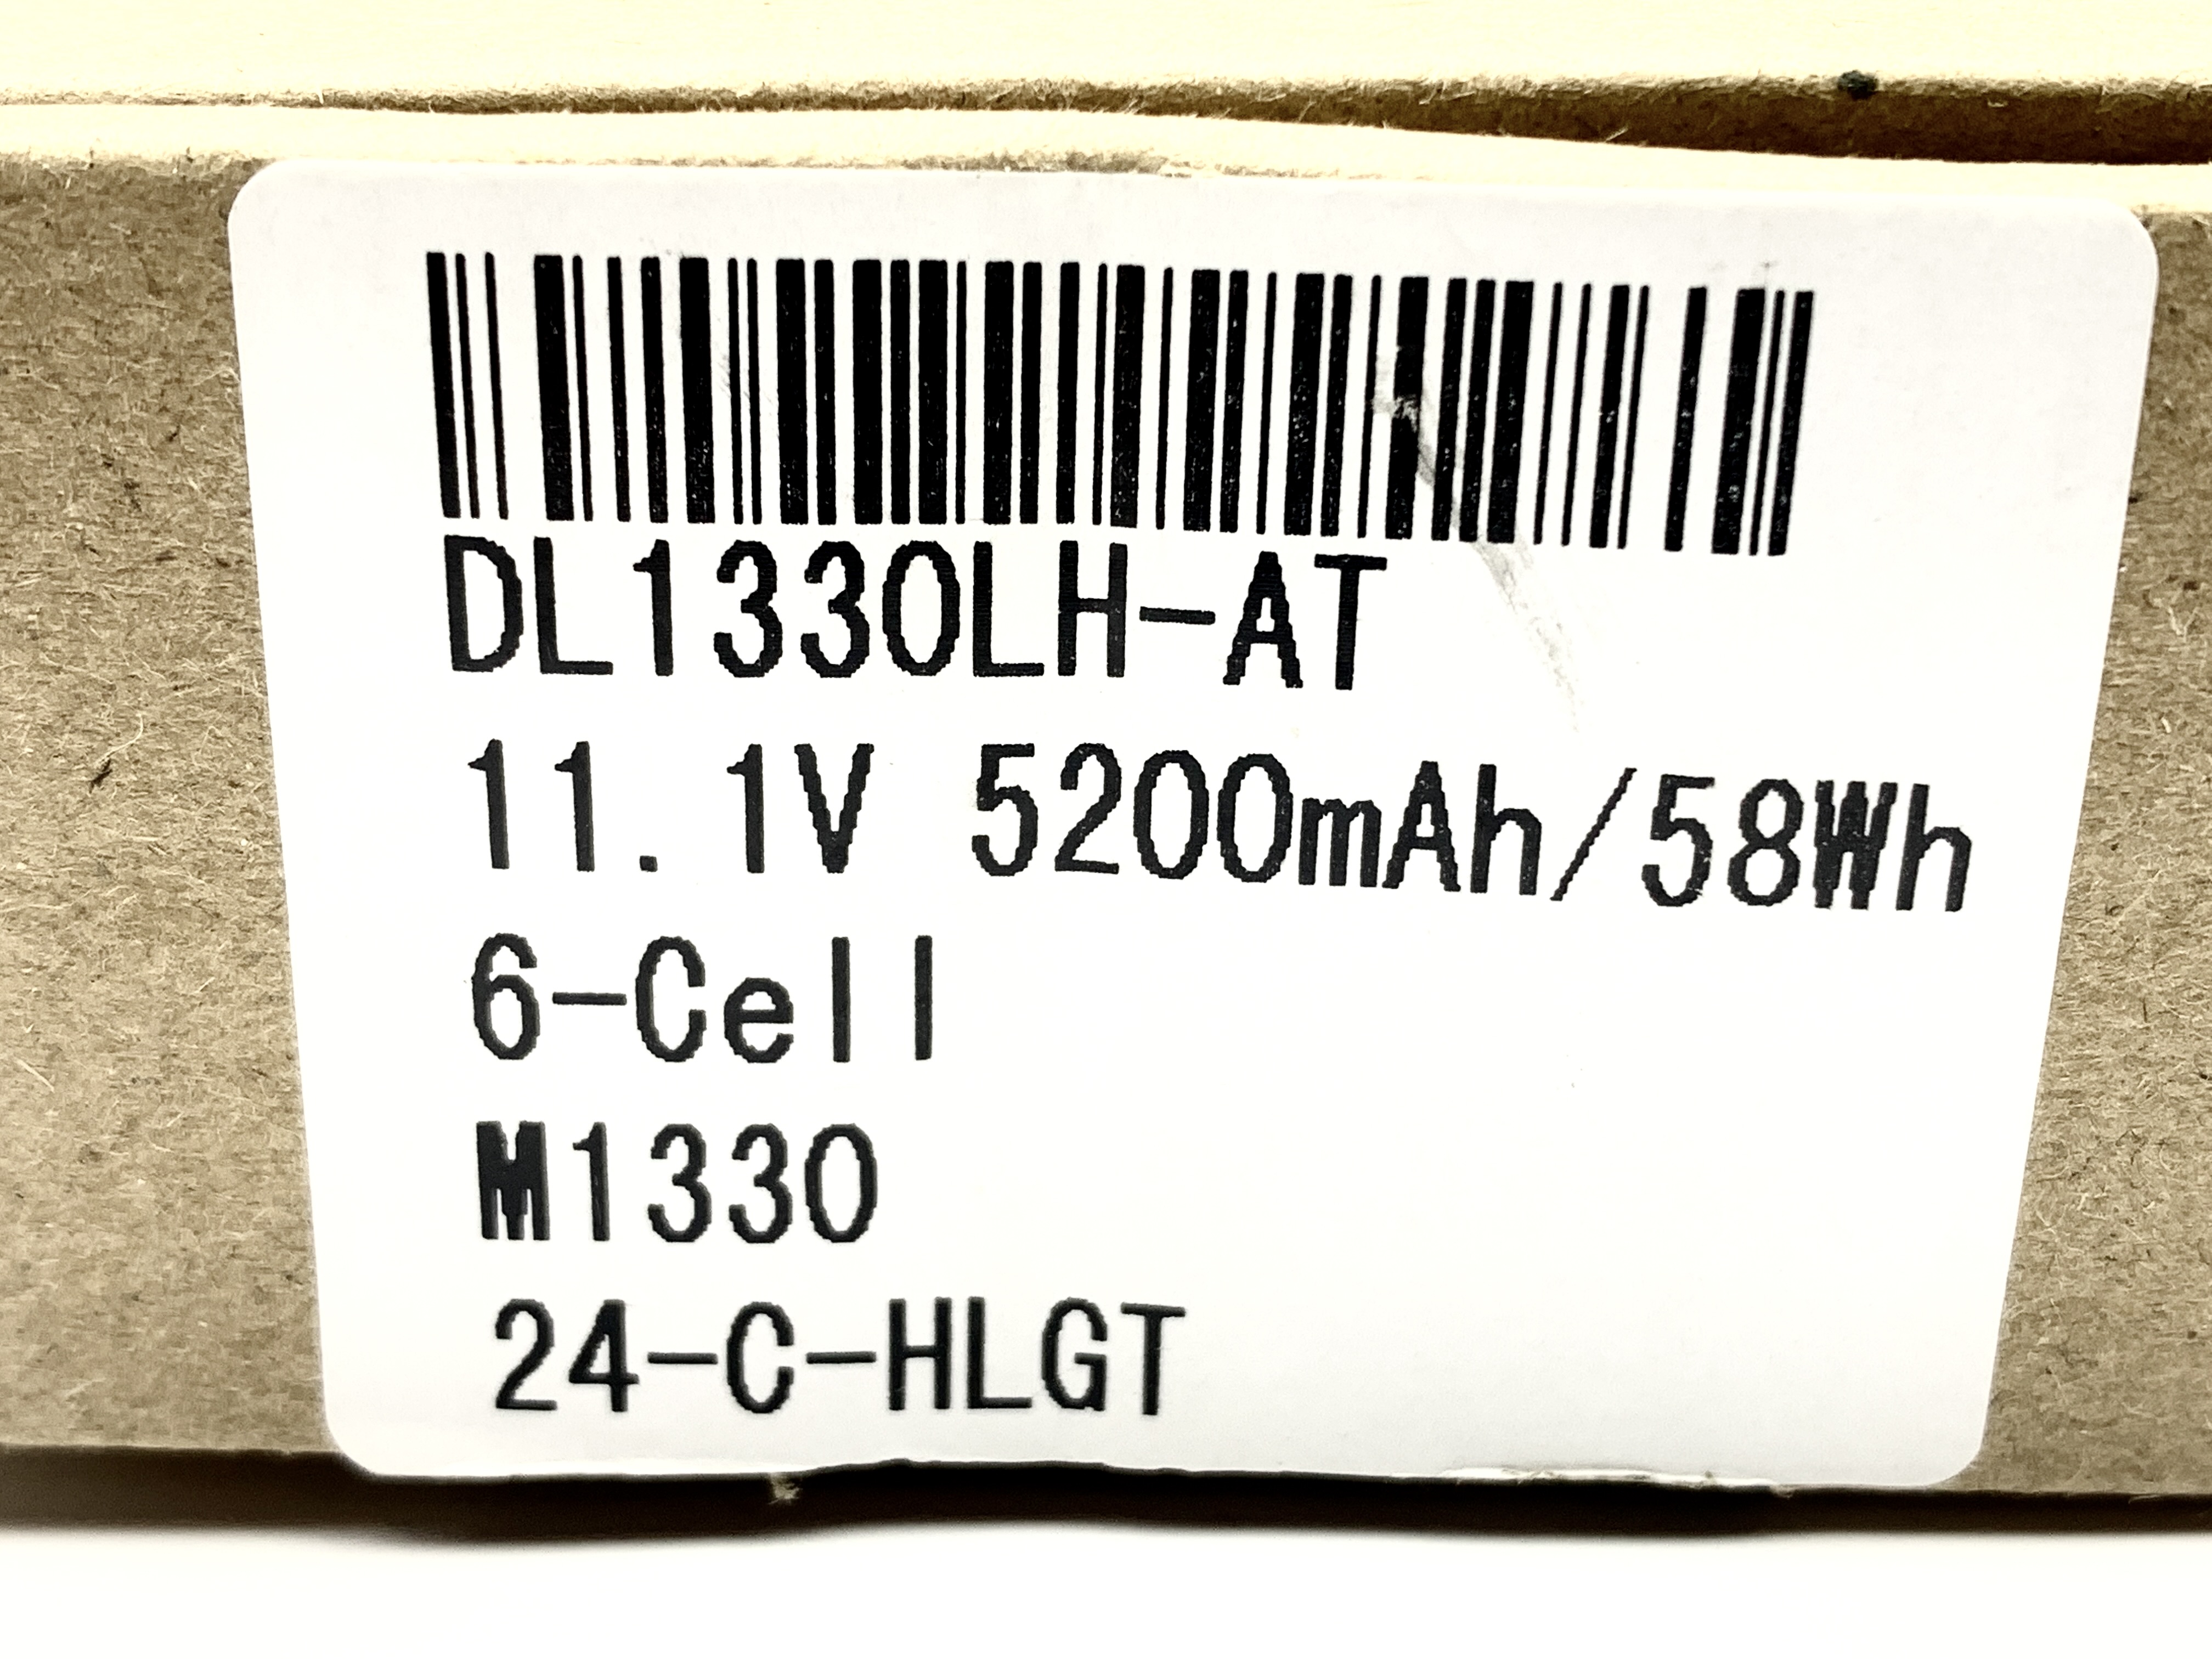 DL1330LH-AT
11.1V 5200mAh/58Wh
6-Cell
M1330
24-C-HLGT